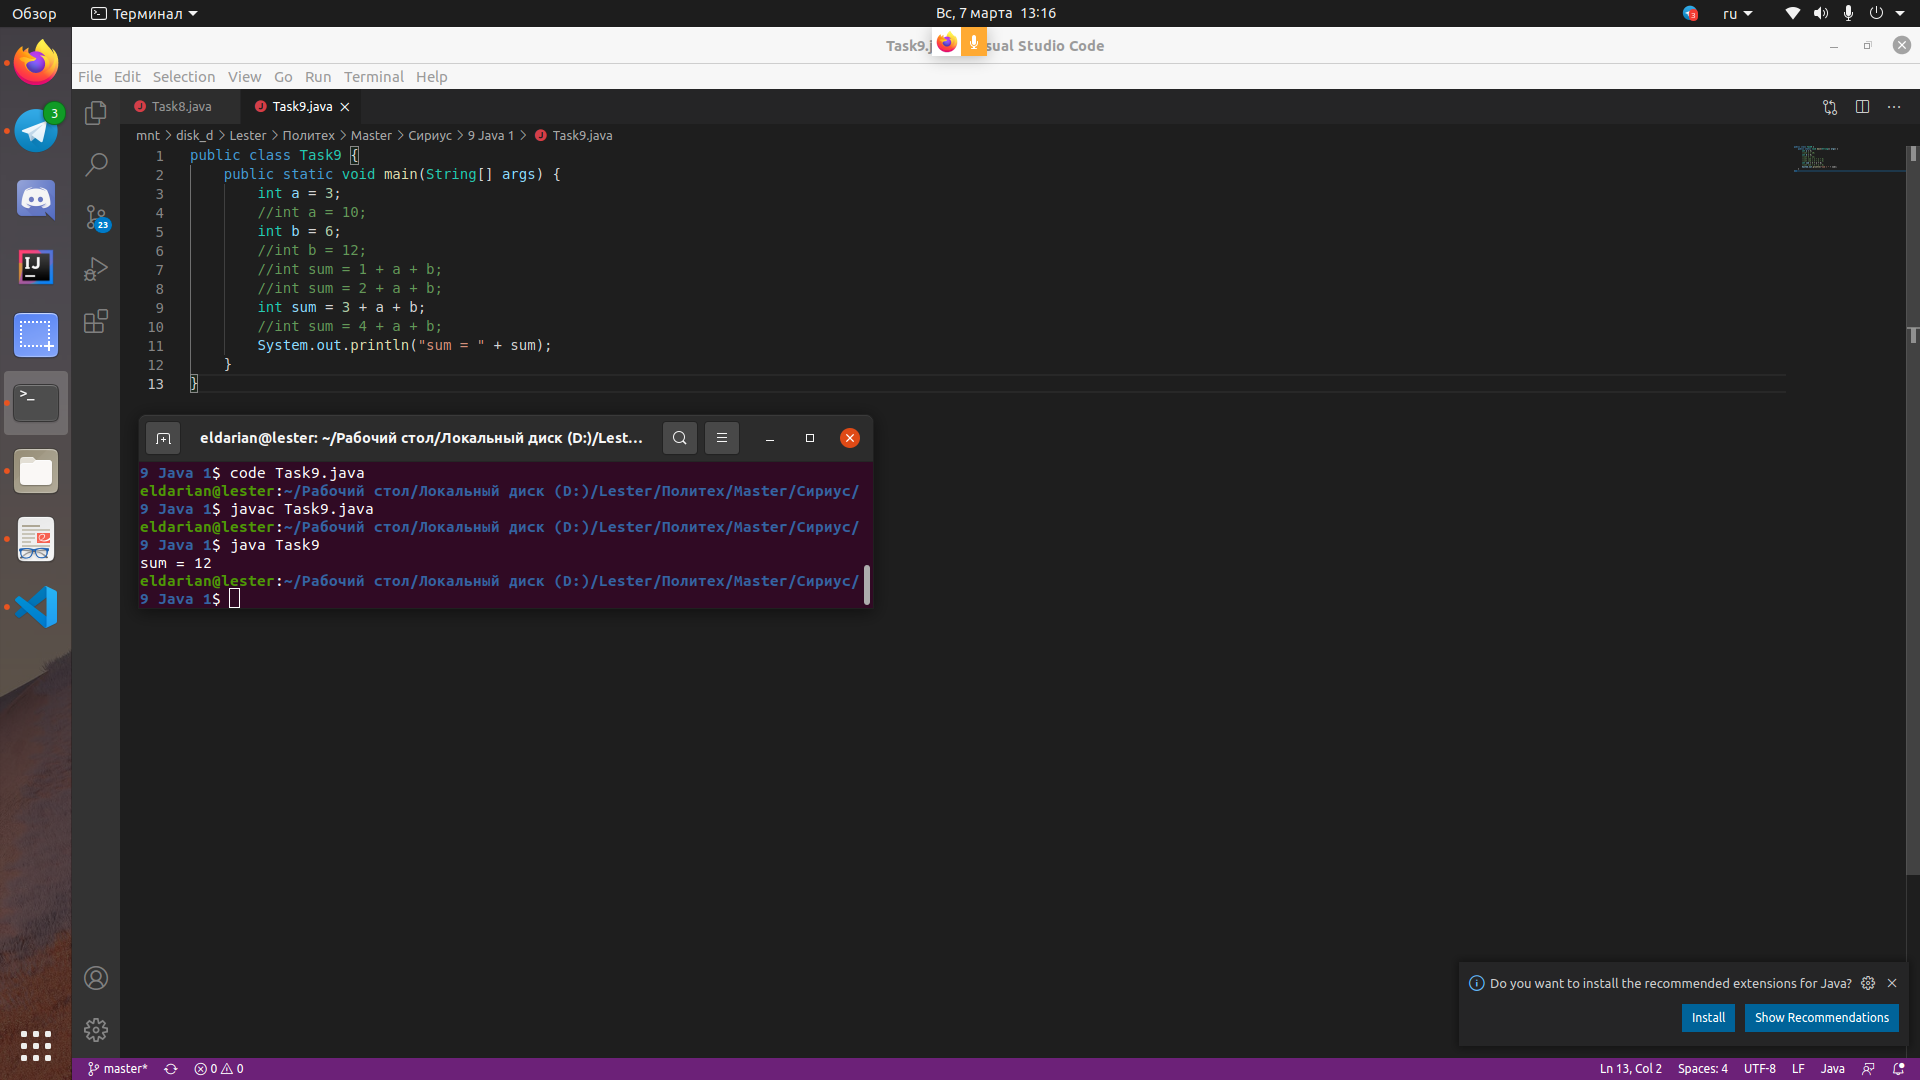 Обзор
Терминал
Вс, 7 марта 13:16
ru
Task9.j
sual Studio Code
File Edit Selection View Go Run Terminal Help
3
23
IJ
>_
Task8.java
Task9.java
mnt > disk_d > Lester > Политех > Master > Сириус > 9 Java 1 > Task9.java
1 public class Task9 {
2 public static void main(String[] args) {
3 int a = 3;
4 //int a = 10;
5 int b = 6;
6 //int b = 12;
7 //int sum = 1 + a + b;
8 //int sum = 2 + a + b;
9 int sum = 3 + a + b;
10 //int sum = 4 + a + b;
11 System.out.println("sum = " + sum);
12 }
13 }
eldarian@lester: ~/Рабочий стол/Локальный диск (D:)/Lest...
9 Java 1$ code Task9.java
eldarian@lester:~/Рабочий стол/Локальный диск (D:)/Lester/Политех/Master/Сириус/
9 Java 1$ javac Task9.java
eldarian@lester:~/Рабочий стол/Локальный диск (D:)/Lester/Политех/Master/Сириус/
9 Java 1$ java Task9
sum = 12
eldarian@lester:~/Рабочий стол/Локальный диск (D:)/Lester/Политех/Master/Сириус/
9 Java 1$
Do you want to install the recommended extensions for Java?
Install
Show Recommendations
master* 0 0
Ln 13, Col 2 Spaces: 4 UTF-8 LF Java